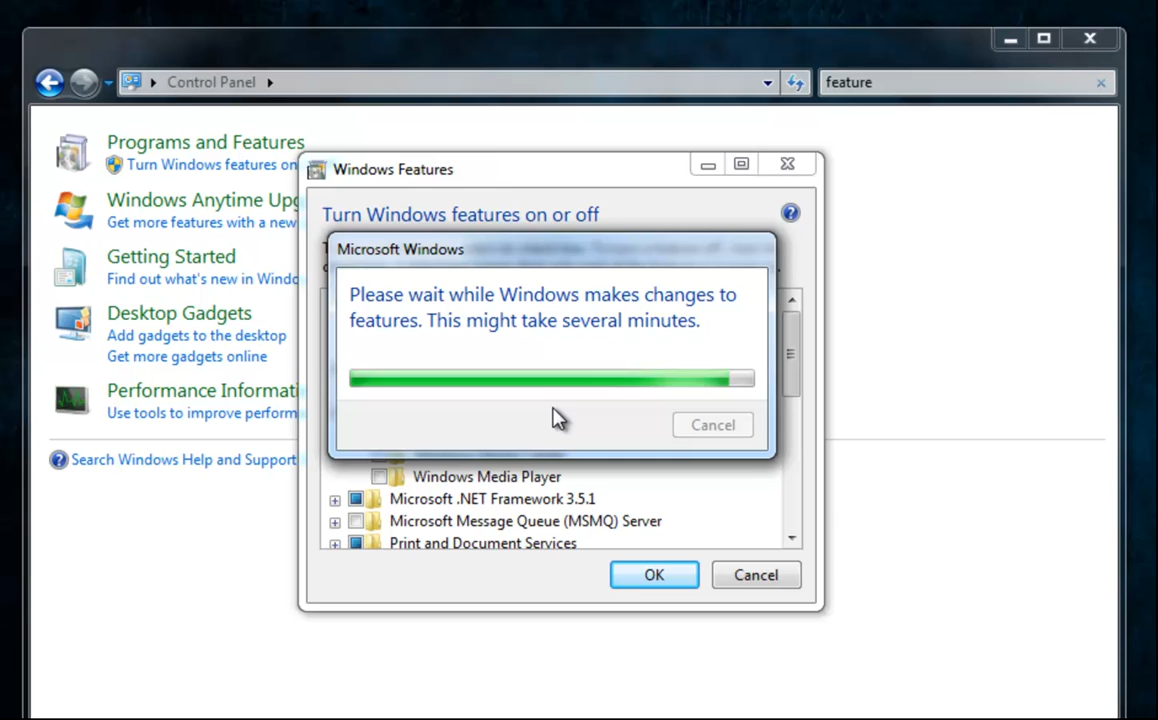 Control Panel
feature
Programs and Features
Turn Windows features on
Windows Anytime Upg
Get more features with a new
Getting Started
Find out what's new in Windo
Desktop Gadgets
Add gadgets to the desktop
Get more gadgets online
Performance Informati
Use tools to improve perform
Search Windows Help and Support
Windows Features
Turn Windows features on or off
Microsoft Windows
Please wait while Windows makes changes to
features. This might take several minutes.
Cancel
Windows Media Player
Microsoft .NET Framework 3.5.1
Microsoft Message Queue (MSMQ) Server
Print and Document Services
OK
Cancel